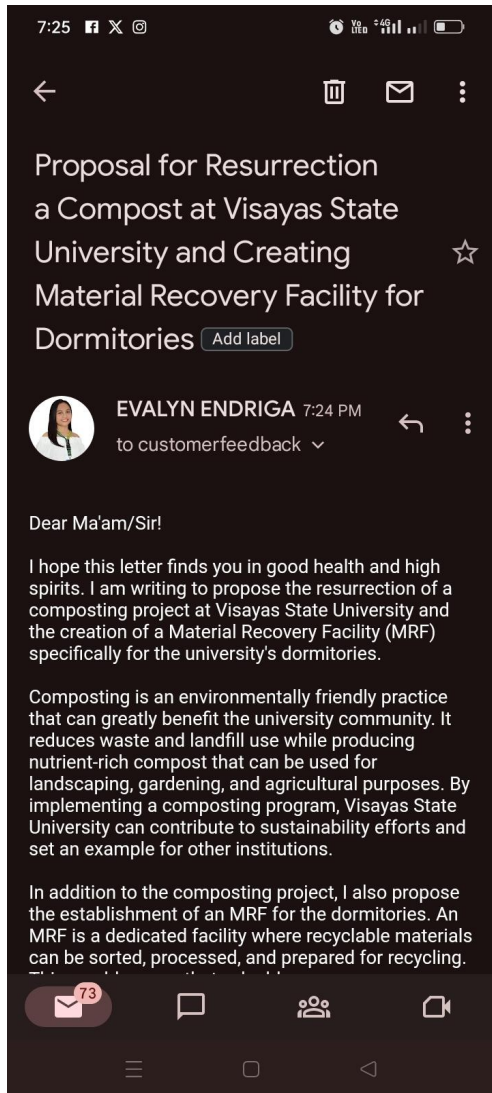 7:25
Vo LTED 4G
Proposal for Resurrection
a Compost at Visayas State
University and Creating
Material Recovery Facility for
Dormitories Add label
EVALYN ENDRIGA 7:24 PM
to customerfeedback
Dear Ma'am/Sir!
I hope this letter finds you in good health and high
spirits. I am writing to propose the resurrection of a
composting project at Visayas State University and
the creation of a Material Recovery Facility (MRF)
specifically for the university's dormitories.
Composting is an environmentally friendly practice
that can greatly benefit the university community. It
reduces waste and landfill use while producing
nutrient-rich compost that can be used for
landscaping, gardening, and agricultural purposes. By
implementing a composting program, Visayas State
University can contribute to sustainability efforts and
set an example for other institutions.
In addition to the composting project, I also propose
the establishment of an MRF for the dormitories. An
MRF is a dedicated facility where recyclable materials
can be sorted, processed, and prepared for recycling.
73